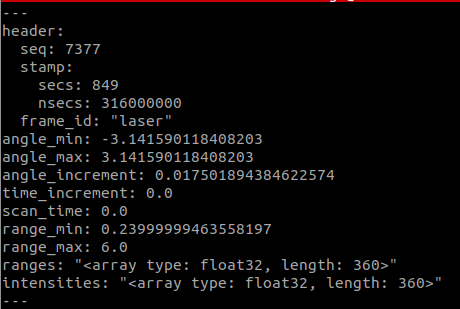 ---
header:
  seq: 7377
  stamp:
    secs: 849
    nsecs: 316000000
  frame_id: "laser"
angle_min: -3.141590118408203
angle_max: 3.141590118408203
angle_increment: 0.017501894384622574
time_increment: 0.0
scan_time: 0.0
range_min: 0.23999999463558197
range_max: 6.0
ranges: "<array type: float32, length: 360>"
intensities: "<array type: float32, length: 360>"
---